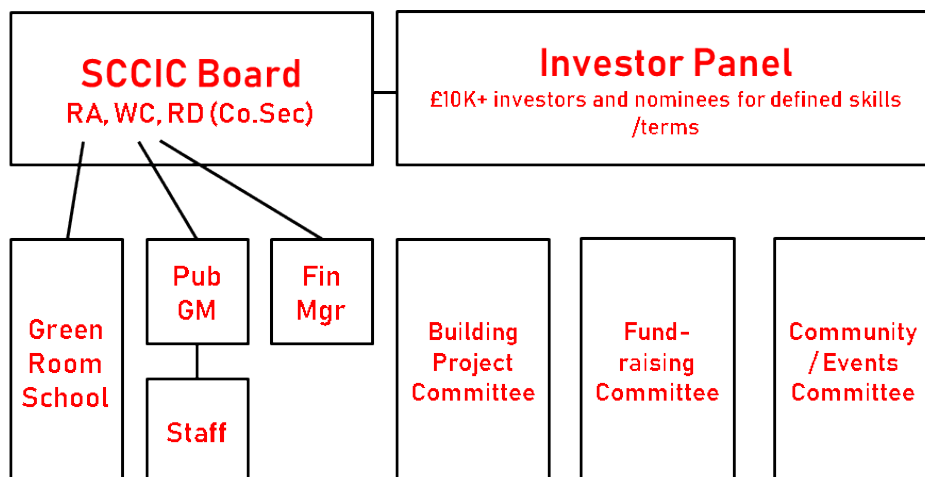 SCCIC Board
RA, WC, RD (Co.Sec)
Investor Panel
£10K+ investors and nominees for defined skills
/terms
Green
Room
School
Pub
GM
Staff
Fin
Mgr
Building
Project
Committee
Fund-
raising
Committee
Community
/ Events
Committee